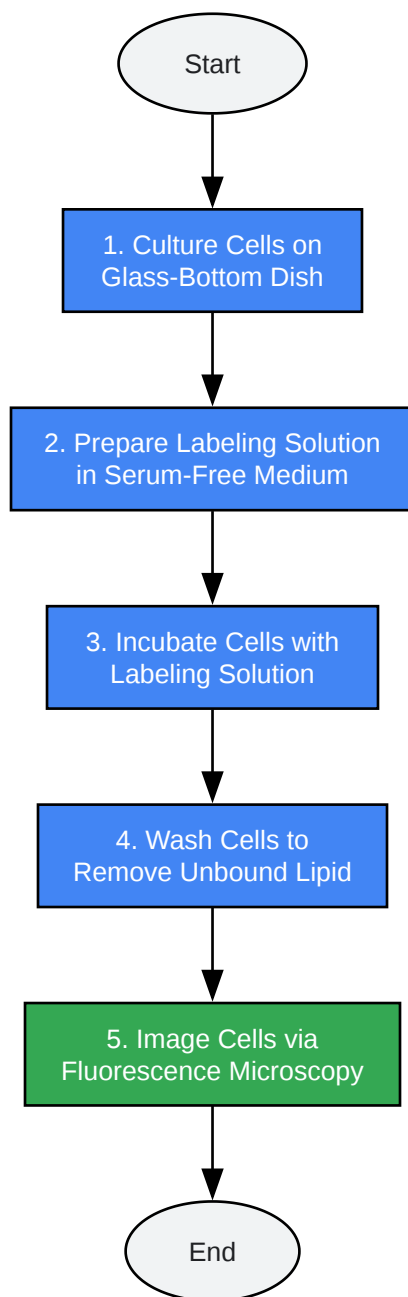 Start
1. Culture Cells on
Glass-Bottom Dish
2. Prepare Labeling Solution
in Serum-Free Medium
3. Incubate Cells with
Labeling Solution
4. Wash Cells to
Remove Unbound Lipid
5. Image Cells via
Fluorescence Microscopy
End